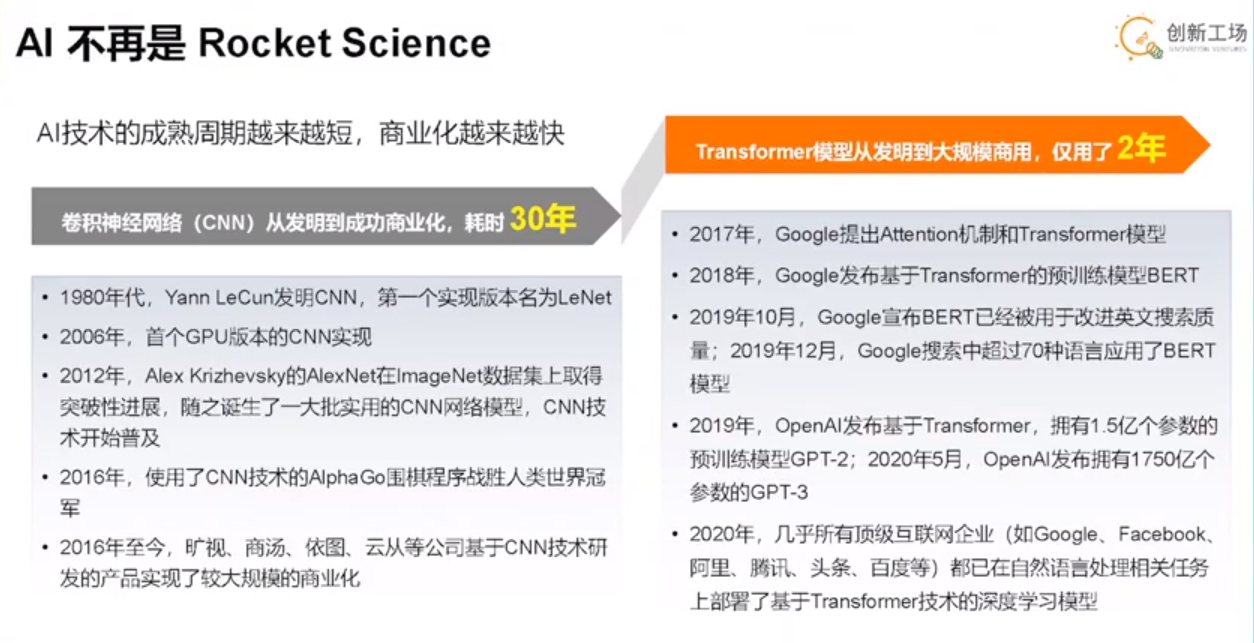 AI 不再是 Rocket Science
创新工场
SINOVATION VENTURES
AI技术的成熟周期越来越短，商业化越来越快
卷积神经网络（CNN）从发明到成功商业化，耗时 30年
• 1980年代，Yann LeCun发明CNN，第一个实现版本名为LeNet
• 2006年，首个GPU版本的CNN实现
• 2012年，Alex Krizhevsky的AlexNet在ImageNet数据集上取得
突破性进展，随之诞生了一大批实用的CNN网络模型，CNN技
术开始普及
• 2016年，使用了CNN技术的AlphaGo围棋程序战胜人类世界冠
军
• 2016年至今，旷视、商汤、依图、云从等公司基于CNN技术研
发的产品实现了较大规模的商业化
Transformer模型从发明到大规模商用，仅用了 2年
• 2017年，Google提出Attention机制和Transformer模型
• 2018年，Google发布基于Transformer的预训练模型BERT
• 2019年10月，Google宣布BERT已经被用于改进英文搜索质
量；2019年12月，Google搜索中超过70种语言应用了BERT
模型
• 2019年，OpenAI发布基于Transformer，拥有1.5亿个参数的
预训练模型GPT-2；2020年5月，OpenAI发布拥有1750亿个
参数的GPT-3
• 2020年，几乎所有顶级互联网企业（如Google、Facebook、
阿里、腾讯、头条、百度等）都已在自然语言处理相关任务
上部署了基于Transformer技术的深度学习模型